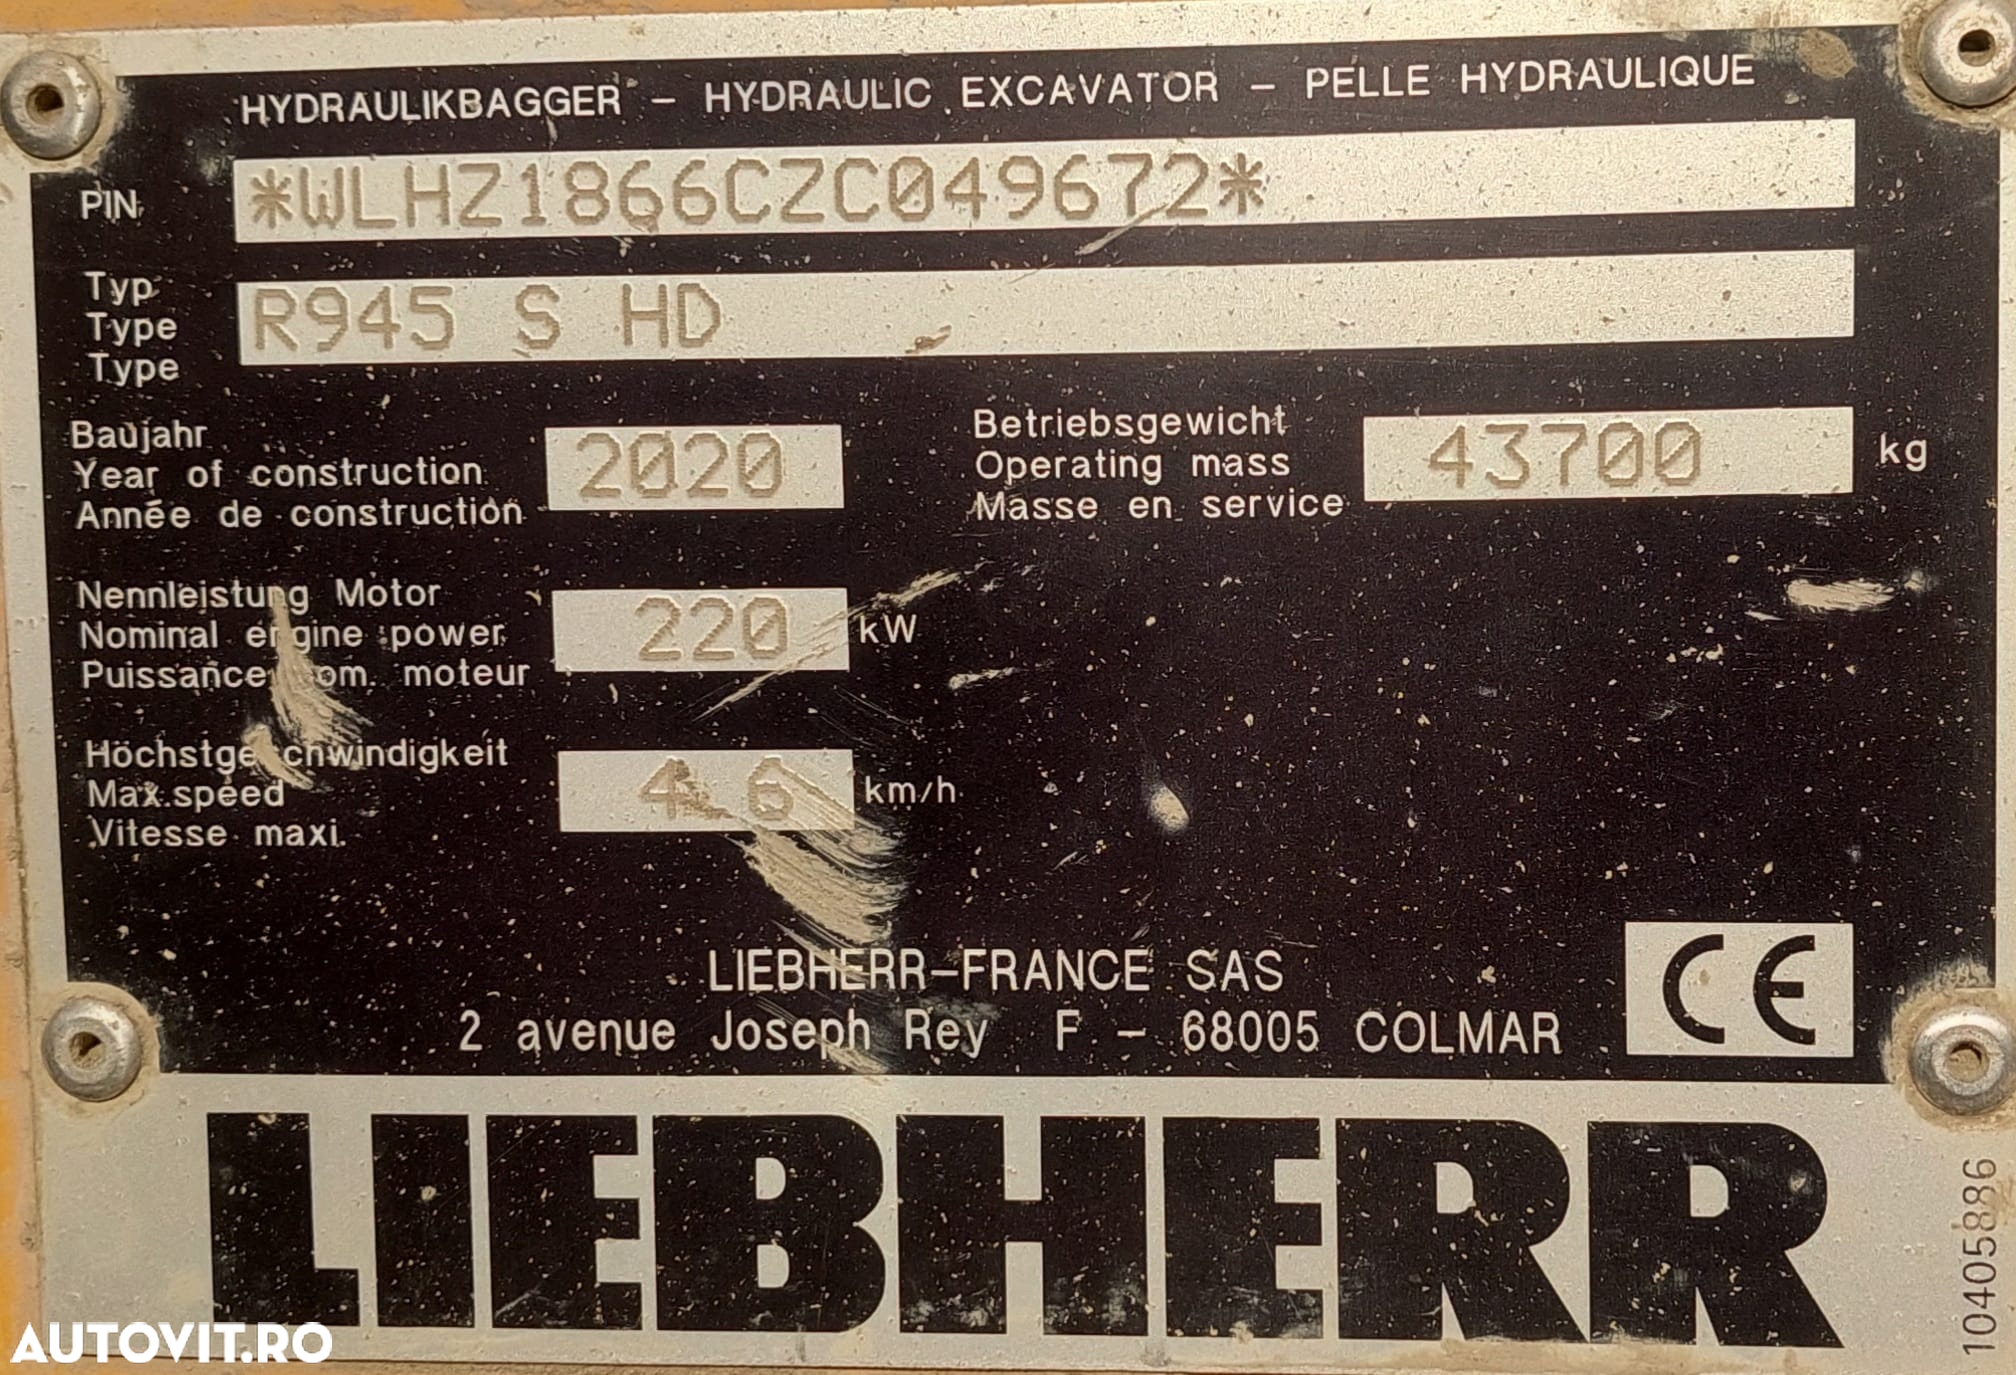 HYDRAULIKBAGGER - HYDRAULIC EXCAVATOR - PELLE HYDRAULIQUE
PIN *WLHZ1866CZC049672*
Typ
Type
Type
R945 S HD
Baujahr
Year of construction
Année de construction
2020
Betriebsgewicht
Operating mass
Masse en service
43700 kg
Nennleistung Motor
Nominal engine power
Puissance nom. moteur
220 kW
Höchstgeschwindigkeit
Max.speed
Vitesse maxi.
4.6 km/h
LIEBHERR-FRANCE SAS
2 avenue Joseph Rey F - 68005 COLMAR
CE
LIEBHERR
10405886
AUTOVIT.RO